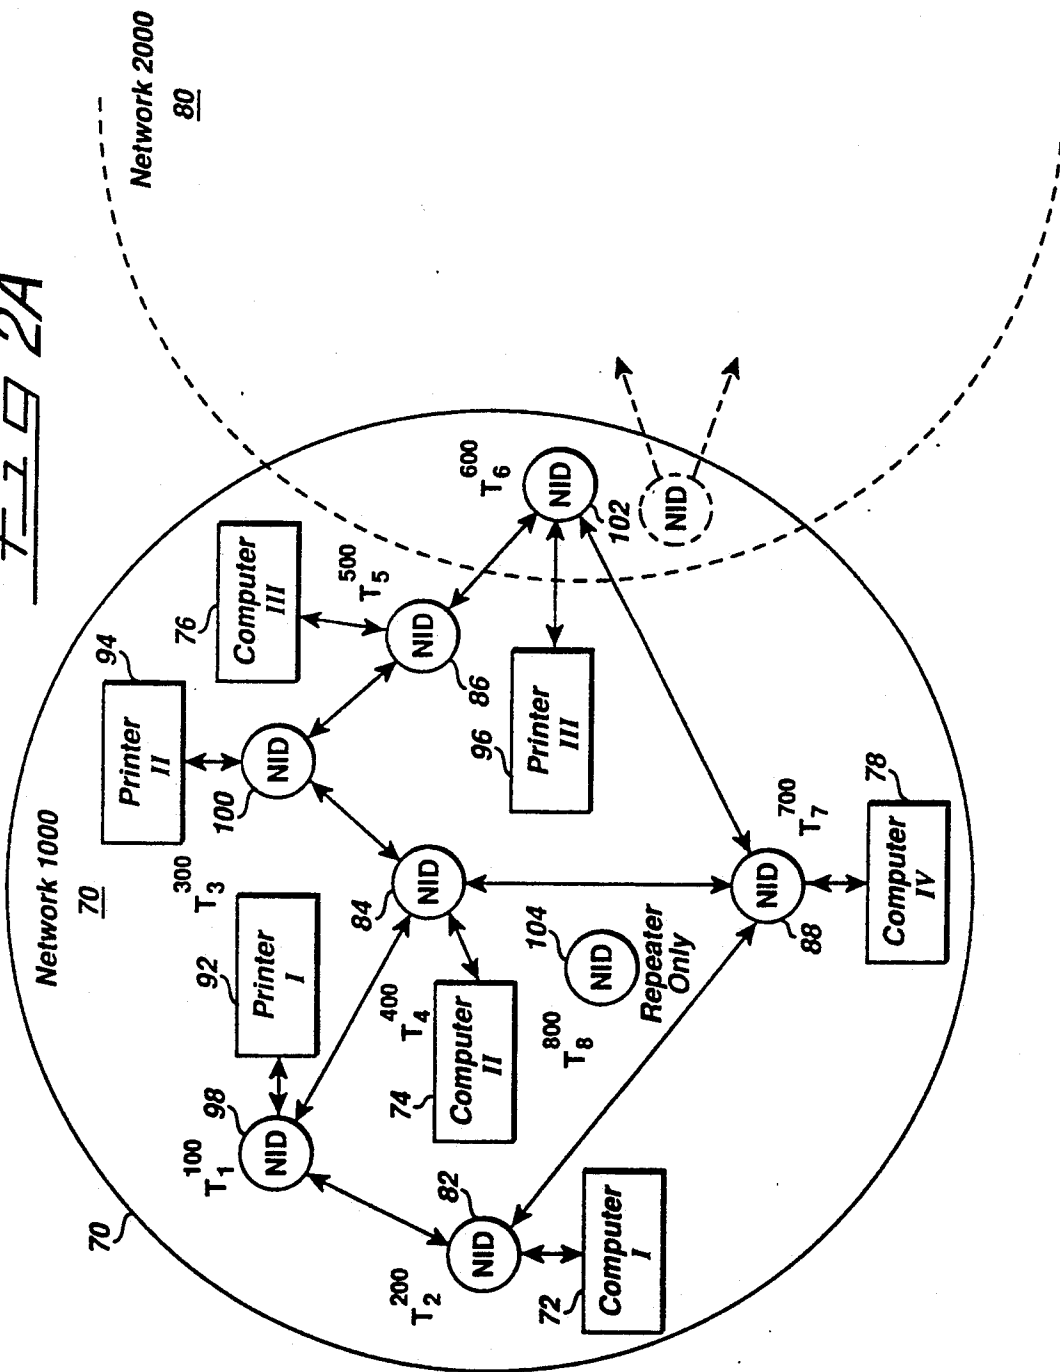 Fig 2A
Network 1000
70
Network 2000
80
70
100
T1
98
NID
92
Printer
I
300
T3
94
Printer
II
100
NID
76
Computer
III
500
T5
NID
86
600
T6
NID
102
NID
200
T2
82
NID
72
Computer
I
400
T4
74
Computer
II
84
NID
96
Printer
III
800
T8
104
NID
Repeater
Only
700
T7
NID
88
78
Computer
IV